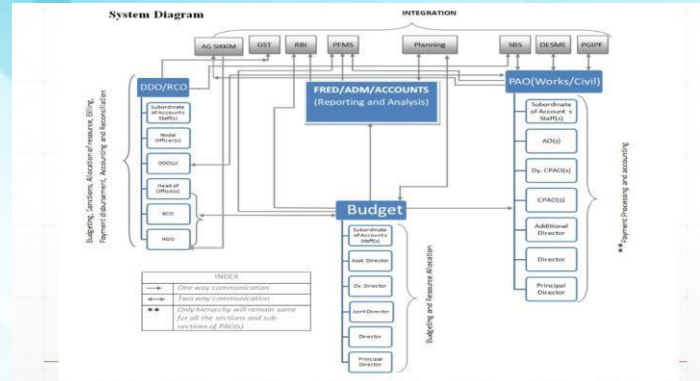 System Diagram
INTEGRATION
AG SIKKIM
GST
RBI
PFMS
Planning
SBS
DESME
PGIPF
DDO/RCO
Subordinate
of Accounts
Staff(s)
Nodal
Officer(s)
DDO(s)
Head of
Office(s)
RCO
HOD
Budgeting, Sanctions, Allocation of resource, Billing,
Payment disbursement, Accounting and Reconciliation
FRED/ADM/ACCOUNTS
(Reporting and Analysis)
PAO(Works/Civil)
Subordinate
of Account s
Staff(s)
AO(s)
Dy. CPAO(s)
CPAO(s)
Additional
Director
Director
Principal
Director
**Payment Processing and accounting
Budget
Subordinate
of Accounts
Staff(s)
Asst. Director
Dy. Director
Joint Director
Director
Principal
Director
Budgeting and Resource Allocation
INDEX
One way communication
Two way communication
** Only hierarchy will remain same
for all the sections and sub-
sections of PAO(s)